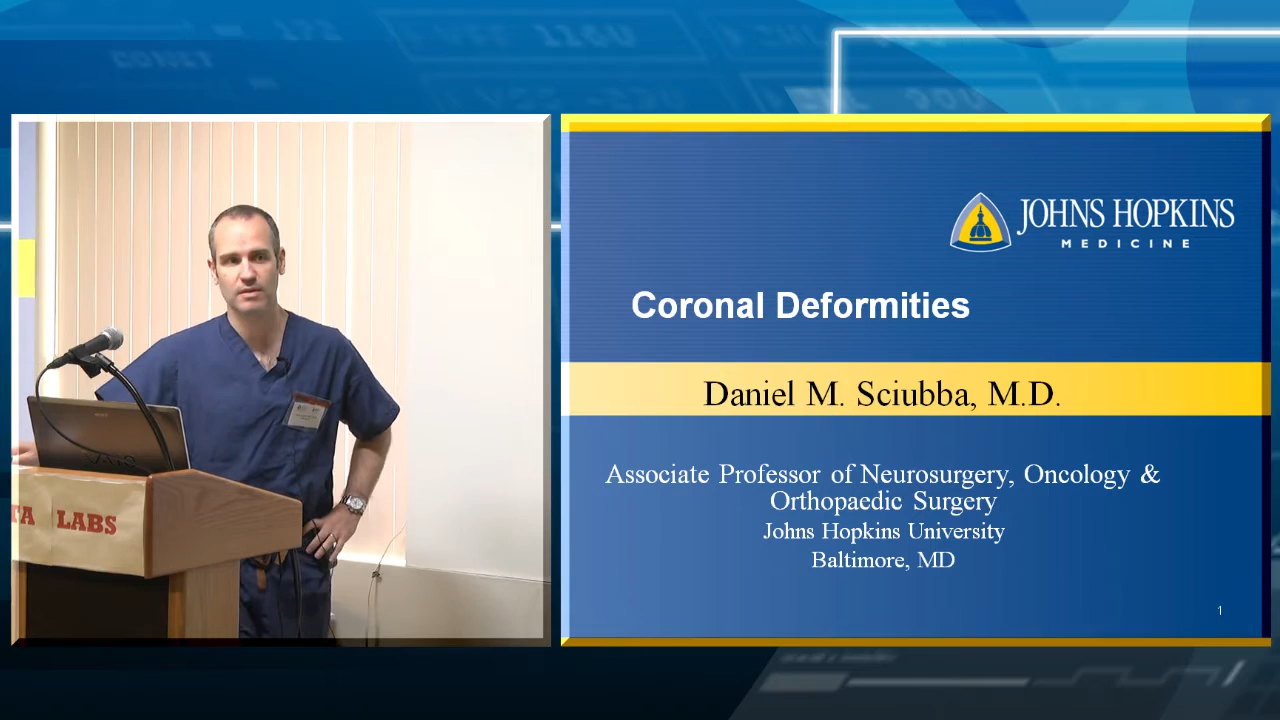 LABS
JOHNS HOPKINS
MEDICINE
Coronal Deformities
Daniel M. Sciubba, M.D.
Associate Professor of Neurosurgery, Oncology &
Orthopaedic Surgery
Johns Hopkins University
Baltimore, MD
1